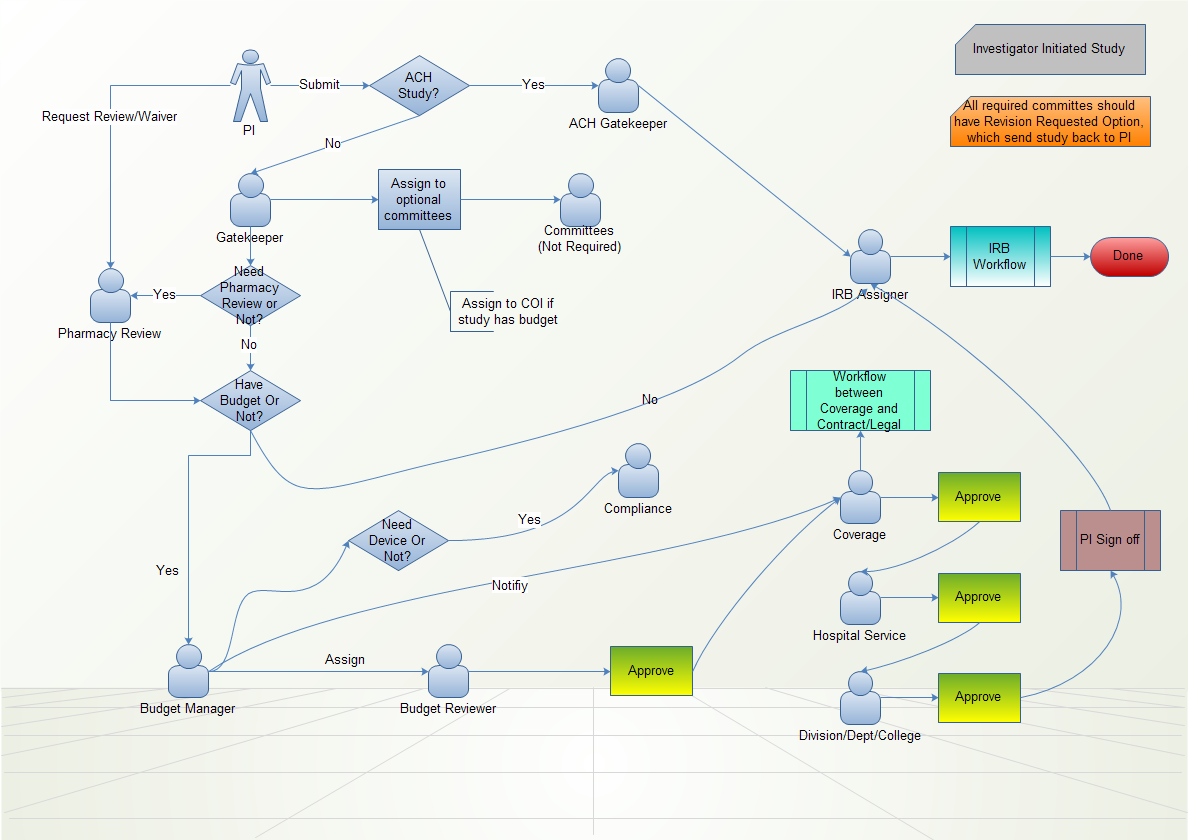 Investigator Initiated Study
All required committes should
have Revision Requested Option,
which send study back to PI
PI
Submit
ACH
Study?
Yes
ACH Gatekeeper
Request Review/Waiver
No
Gatekeeper
Assign to
optional
committees
Committees
(Not Required)
Assign to COI if
study has budget
Need
Pharmacy
Review or
Not?
Yes
Pharmacy Review
No
Have
Budget Or
Not?
No
IRB Assigner
IRB
Workflow
Done
Workflow
between
Coverage and
Contract/Legal
Coverage
Approve
Need
Device Or
Not?
Yes
Compliance
PI Sign off
Yes
Notifiy
Hospital Service
Approve
Budget Manager
Assign
Budget Reviewer
Approve
Division/Dept/College
Approve